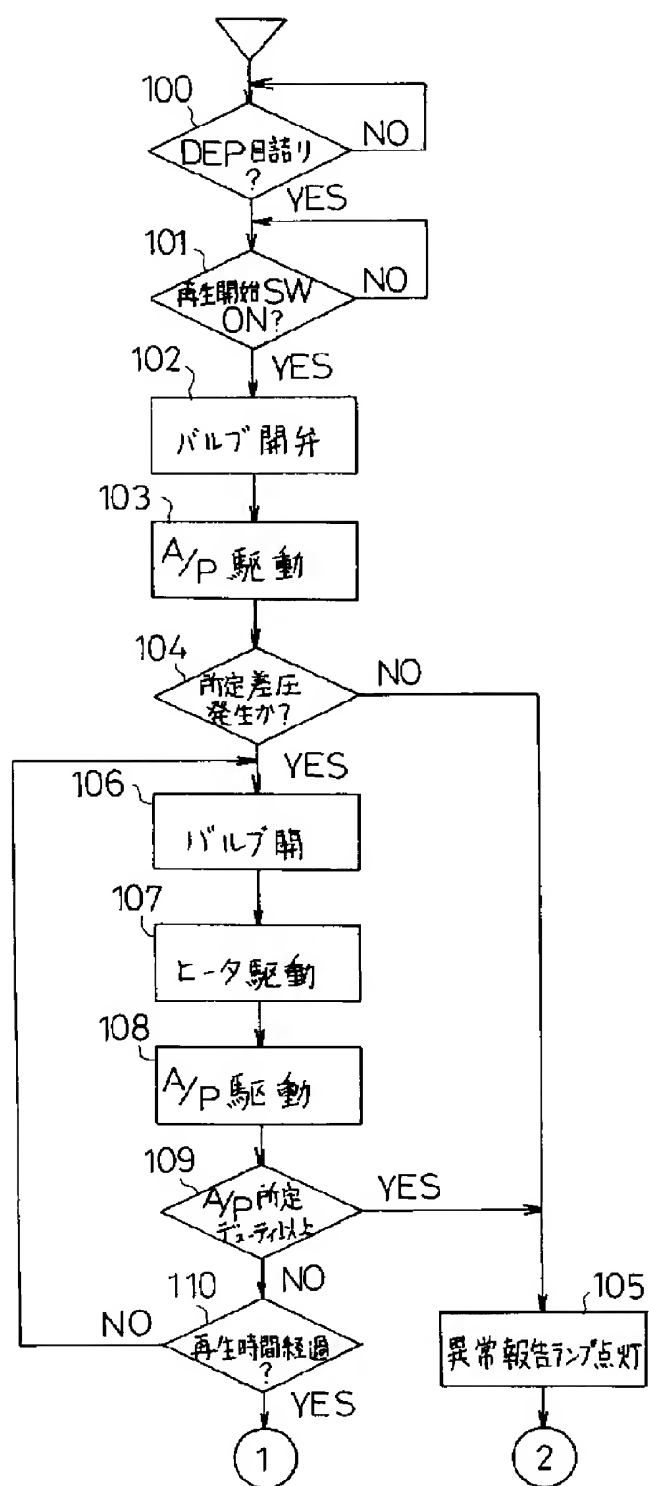 100
DEP目詰り
?
NO
YES
101
再生開始SW
ON?
NO
YES
102
バルブ開弁
103
A/P 駆動
104
所定差圧
発生か?
NO
YES
106
バルブ開
107
ヒータ駆動
108
A/P 駆動
109
A/P所定
デューティ以上
YES
NO
110
再生時間経過
?
NO
YES
105
異常報告ランプ点灯
1
2